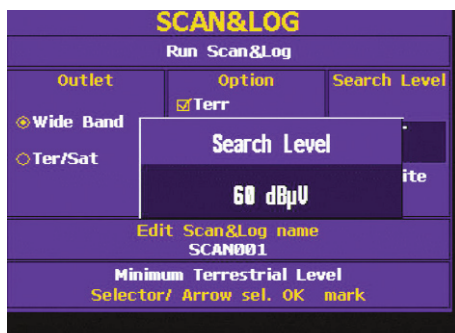 SCAN&LOG
Run Scan&Log
Outlet Option Search Level
Terr
Wide Band
Search Level
Ter/Sat
60 dBµV
Edit Scan&Log name
SCAN001
Minimum Terrestrial Level
Selector/ Arrow sel. OK mark